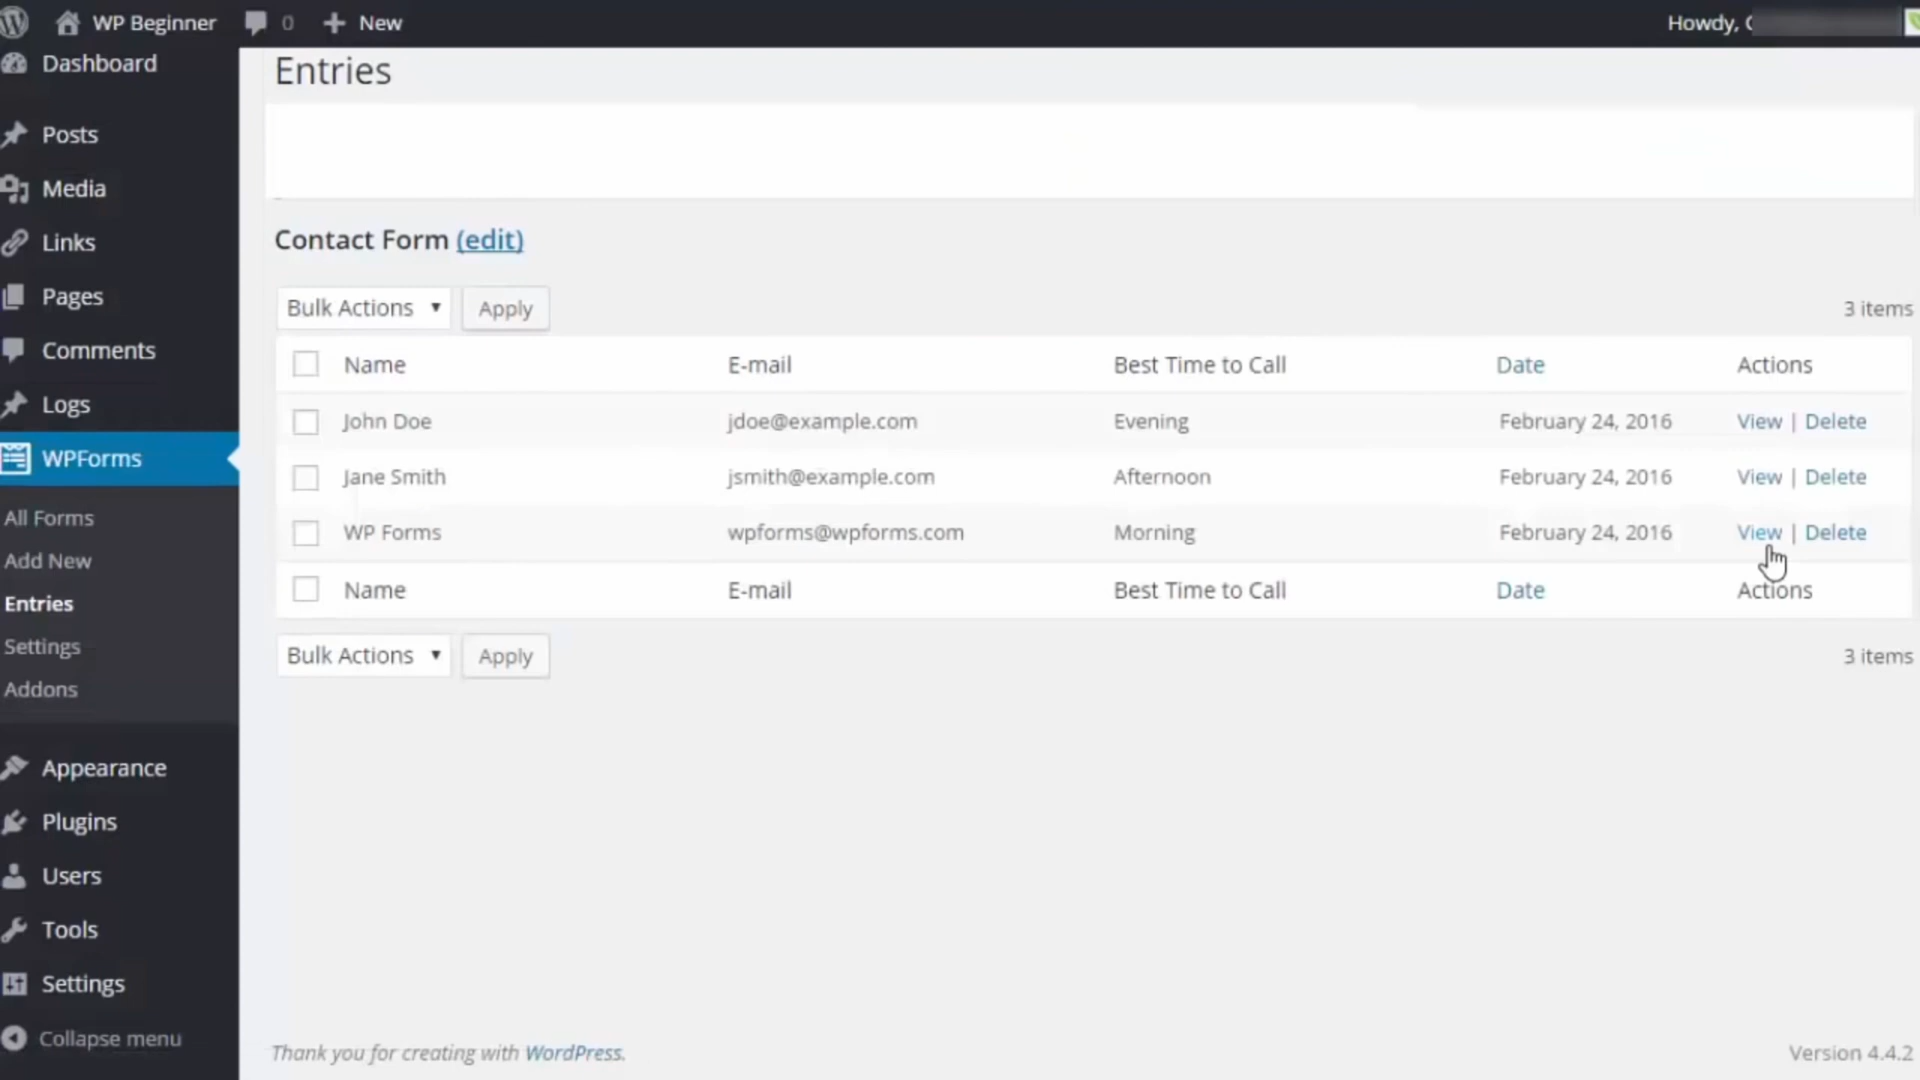 WP Beginner 0 + New Howdy,
Dashboard
Posts
Media
Links
Pages
Comments
Logs
WPForms
All Forms
Add New
Entries
Settings
Addons
Appearance
Plugins
Users
Tools
Settings
Collapse menu
Entries
Contact Form (edit)
Bulk Actions Apply 3 items
Name E-mail Best Time to Call Date Actions
John Doe jdoe@example.com Evening February 24, 2016 View | Delete
Jane Smith jsmith@example.com Afternoon February 24, 2016 View | Delete
WP Forms wpforms@wpforms.com Morning February 24, 2016 View | Delete
Name E-mail Best Time to Call Date Actions
Bulk Actions Apply 3 items
Thank you for creating with WordPress. Version 4.4.2